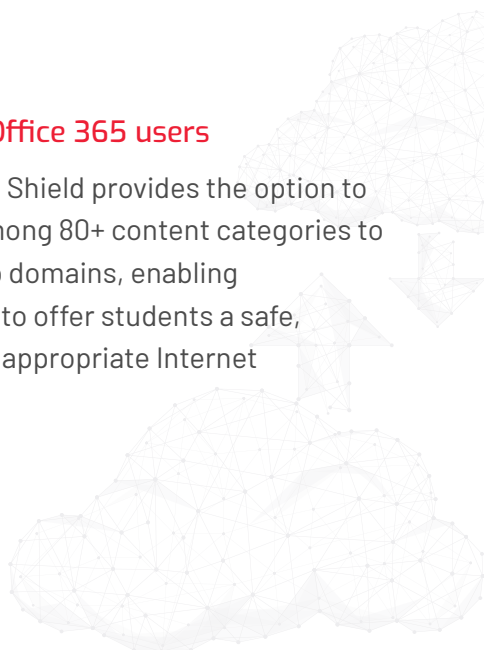 Office 365 users
Shield provides the option to
among 80+ content categories to
domains, enabling
to offer students a safe,
appropriate Internet